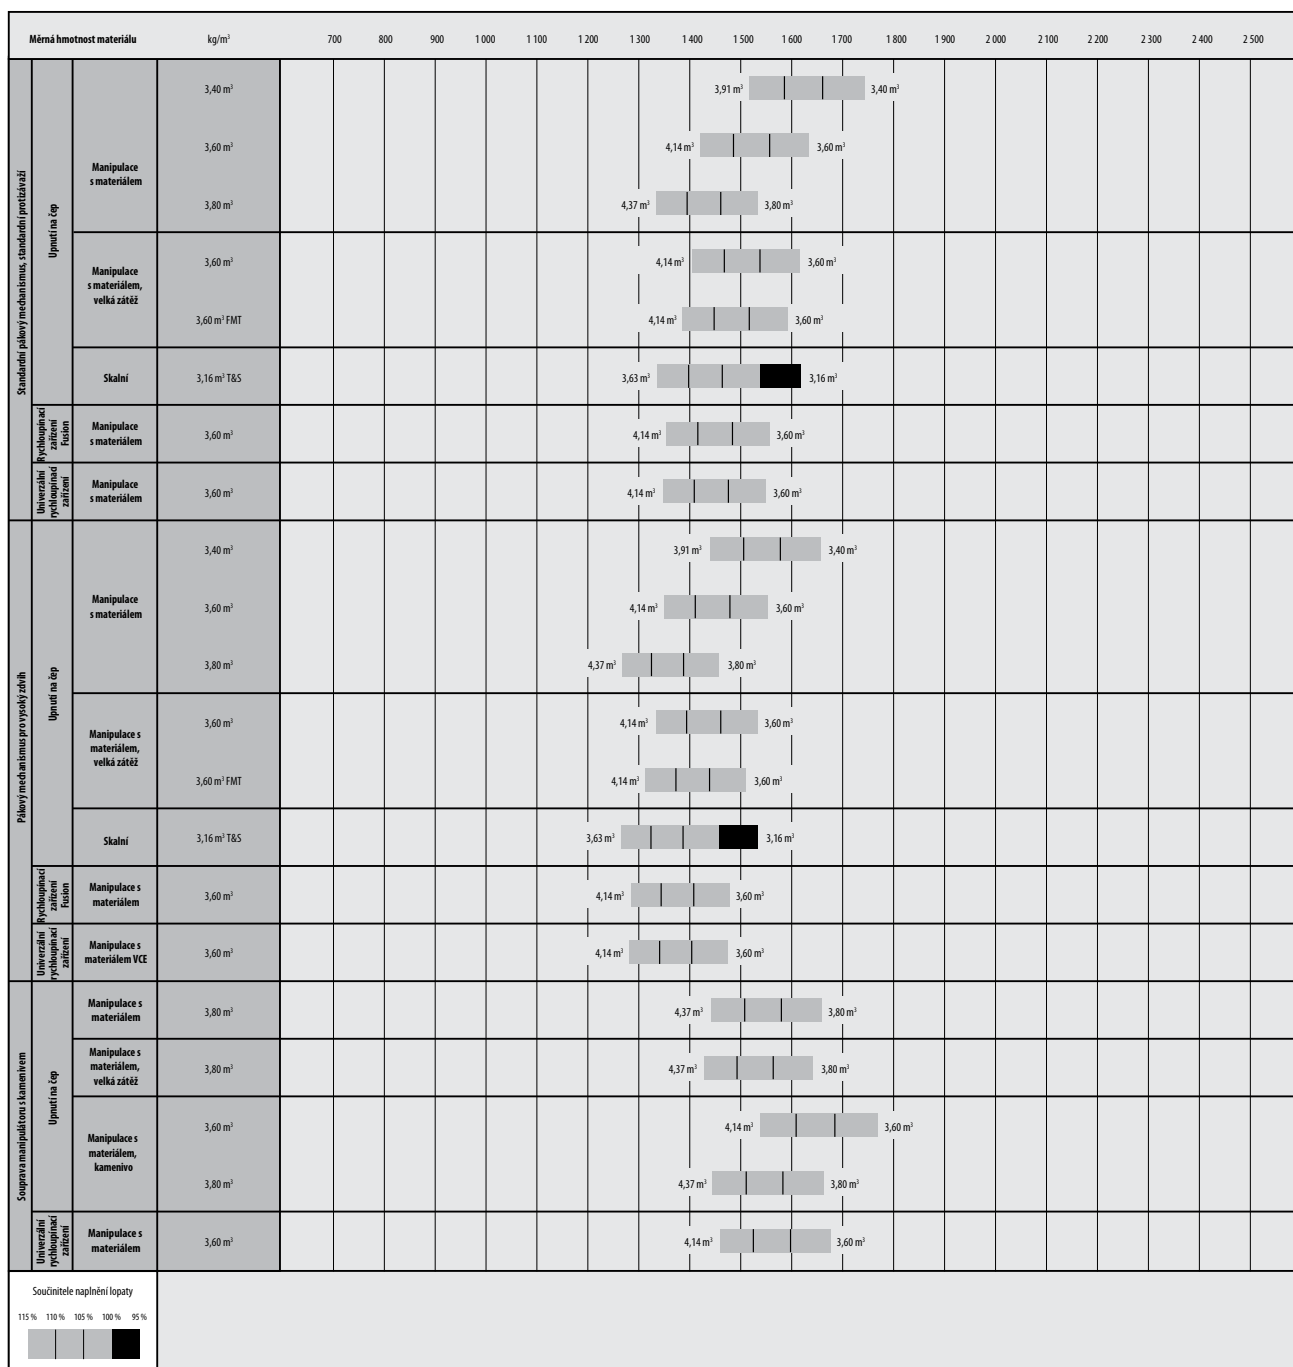 Měrná hmotnost materiálu kg/m³ 700 800 900 1 000 1 100 1 200 1 300 1 400 1 500 1 600 1 700 1 800 1 900 2 000 2 100 2 200 2 300 2 400 2 500
Standardní pákový mechanismus, standardní protizávaží
Upnutí na čep
Manipulace
s materiálem
3,40 m³ 3,91 m³ 3,40 m³
3,60 m³ 4,14 m³ 3,60 m³
3,80 m³ 4,37 m³ 3,80 m³
Manipulace
s materiálem,
velká zátěž
3,60 m³ 4,14 m³ 3,60 m³
3,60 m³ FMT 4,14 m³ 3,60 m³
Skalní 3,16 m³ T&S 3,63 m³ 3,16 m³
Rychloupínací
zařízení
Fusion
Manipulace
s materiálem
3,60 m³ 4,14 m³ 3,60 m³
Univerzální
rychloupínací
zařízení
Manipulace
s materiálem
3,60 m³ 4,14 m³ 3,60 m³
Pákový mechanismus pro vysoký zdvih
Upnutí na čep
Manipulace
s materiálem
3,40 m³ 3,91 m³ 3,40 m³
3,60 m³ 4,14 m³ 3,60 m³
3,80 m³ 4,37 m³ 3,80 m³
Manipulace s
materiálem,
velká zátěž
3,60 m³ 4,14 m³ 3,60 m³
3,60 m³ FMT 4,14 m³ 3,60 m³
Skalní 3,16 m³ T&S 3,63 m³ 3,16 m³
Rychloupínací
zařízení
Fusion
Manipulace s
materiálem
3,60 m³ 4,14 m³ 3,60 m³
Univerzální
rychloupínací
zařízení
Manipulace s
materiálem VCE
3,60 m³ 4,14 m³ 3,60 m³
Souprava manipulátoru s kamenivem
Upnutí na čep
Manipulace s
materiálem
3,80 m³ 4,37 m³ 3,80 m³
Manipulace s
materiálem,
velká zátěž
3,80 m³ 4,37 m³ 3,80 m³
Manipulace s
materiálem,
kamenivo
3,60 m³ 4,14 m³ 3,60 m³
3,80 m³ 4,37 m³ 3,80 m³
Univerzální
rychloupínací
zařízení
Manipulace s
materiálem
3,60 m³ 4,14 m³ 3,60 m³
Součinitele naplnění lopaty
115 % 110 % 105 % 100 % 95 %